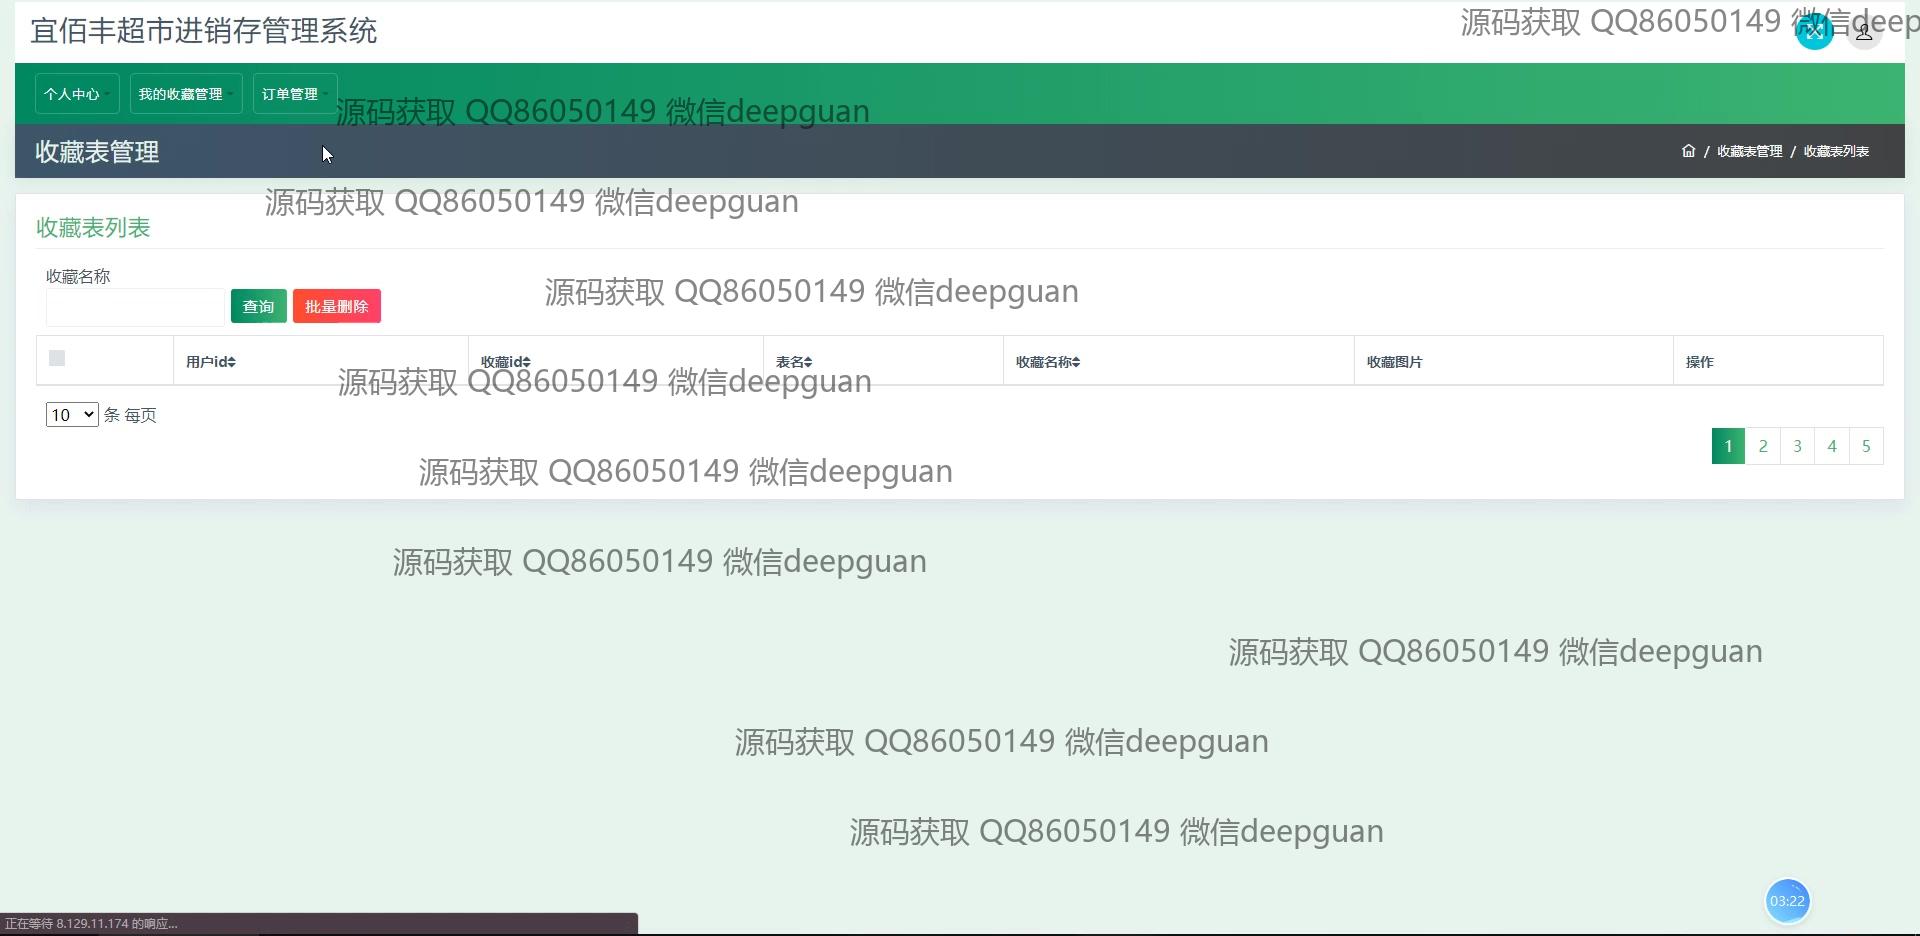 宜佰丰超市进销存管理系统
源码获取 QQ86050149 微信deep
个人中心
我的收藏管理
订单管理
源码获取 QQ86050149 微信deepguan
收藏表管理
/ 收藏表管理 / 收藏表列表
源码获取 QQ86050149 微信deepguan
收藏表列表
收藏名称
源码获取 QQ86050149 微信deepguan
查询
批量删除
用户id
收藏id
表名
收藏名称
收藏图片
操作
源码获取 QQ86050149 微信deepguan
10 条 每页
1 2 3 4 5
源码获取 QQ86050149 微信deepguan
源码获取 QQ86050149 微信deepguan
源码获取 QQ86050149 微信deepguan
源码获取 QQ86050149 微信deepguan
源码获取 QQ86050149 微信deepguan
03:22
正在等待 8.129.11.174 的响应...